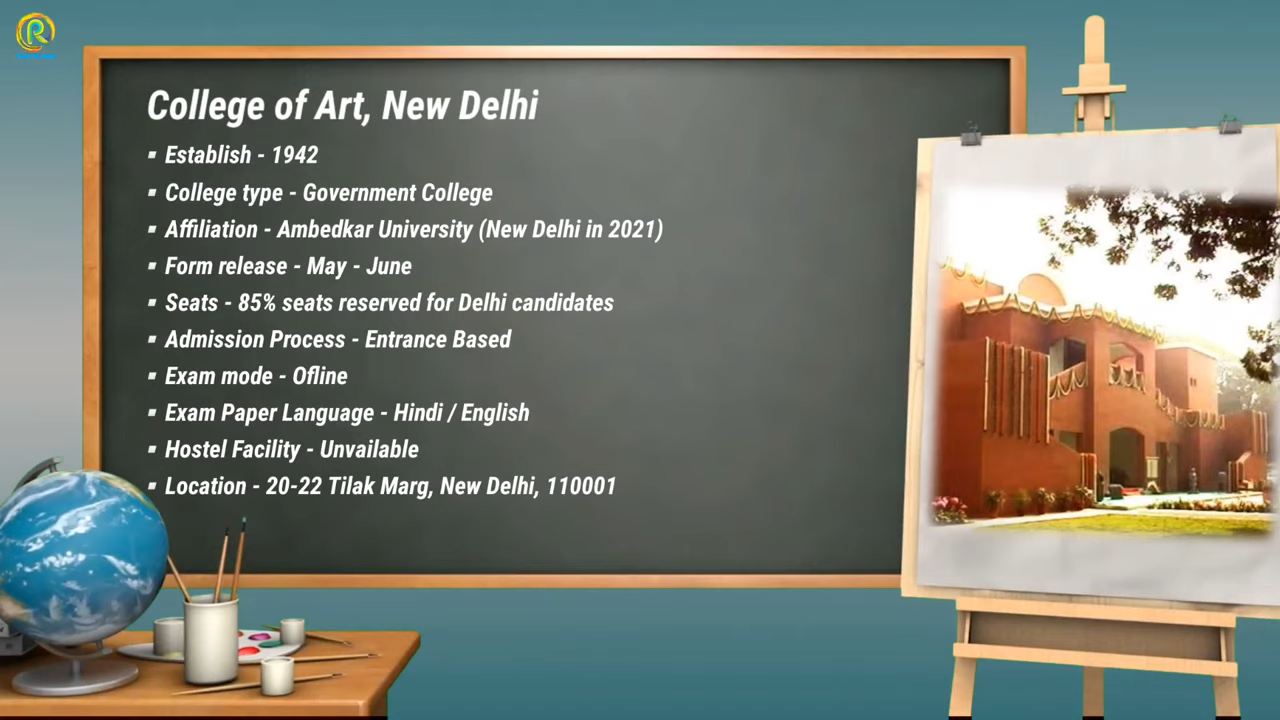 College of Art, New Delhi
▪ Establish - 1942
▪ College type - Government College
▪ Affiliation - Ambedkar University (New Delhi in 2021)
▪ Form release - May - June
▪ Seats - 85% seats reserved for Delhi candidates
▪ Admission Process - Entrance Based
▪ Exam mode - Ofline
▪ Exam Paper Language - Hindi / English
▪ Hostel Facility - Unvailable
▪ Location - 20-22 Tilak Marg, New Delhi, 110001